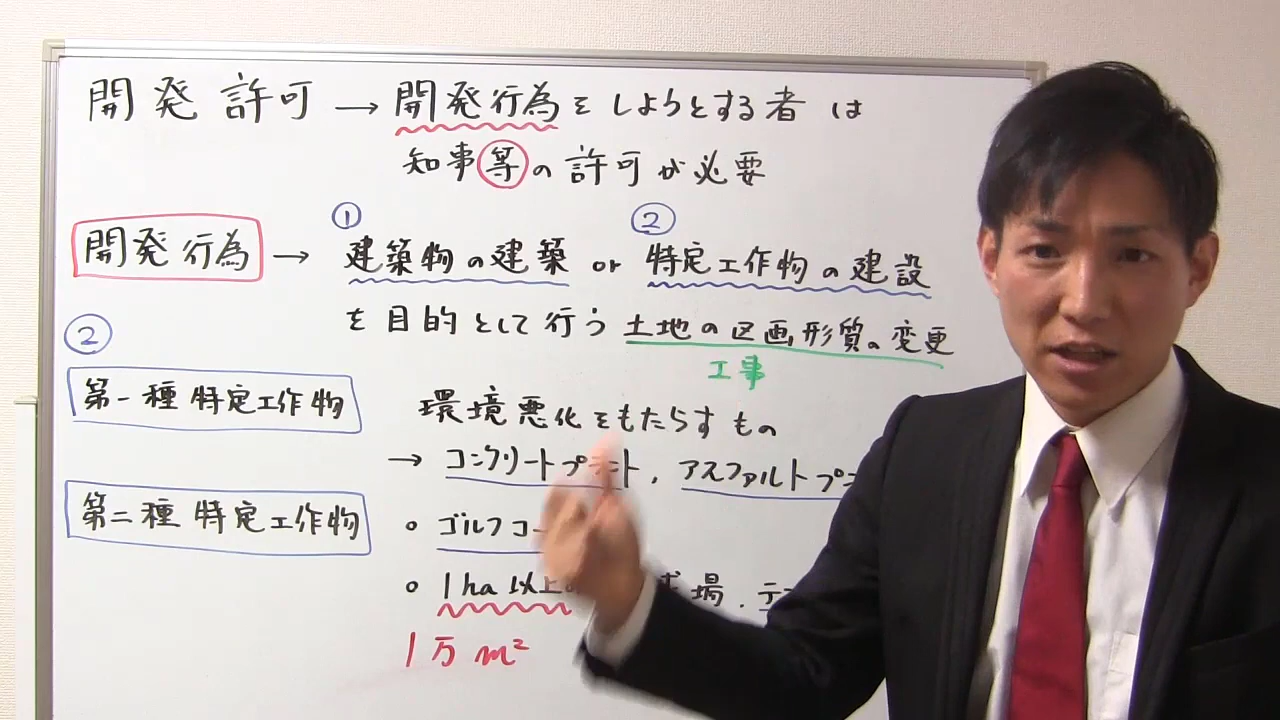 開発許可 → 開発行為をしようとする者は
知事等の許可が必要
① ②
開発行為 → 建築物の建築 or 特定工作物の建設
を目的として行う土地の区画形質の変更
工事
②
第一種特定工作物 環境悪化をもたらすもの
→ コンクリートプラント, アスファルトプ
第二種特定工作物
○ ゴルフコー
○ 1ha以上 場.
1万m²